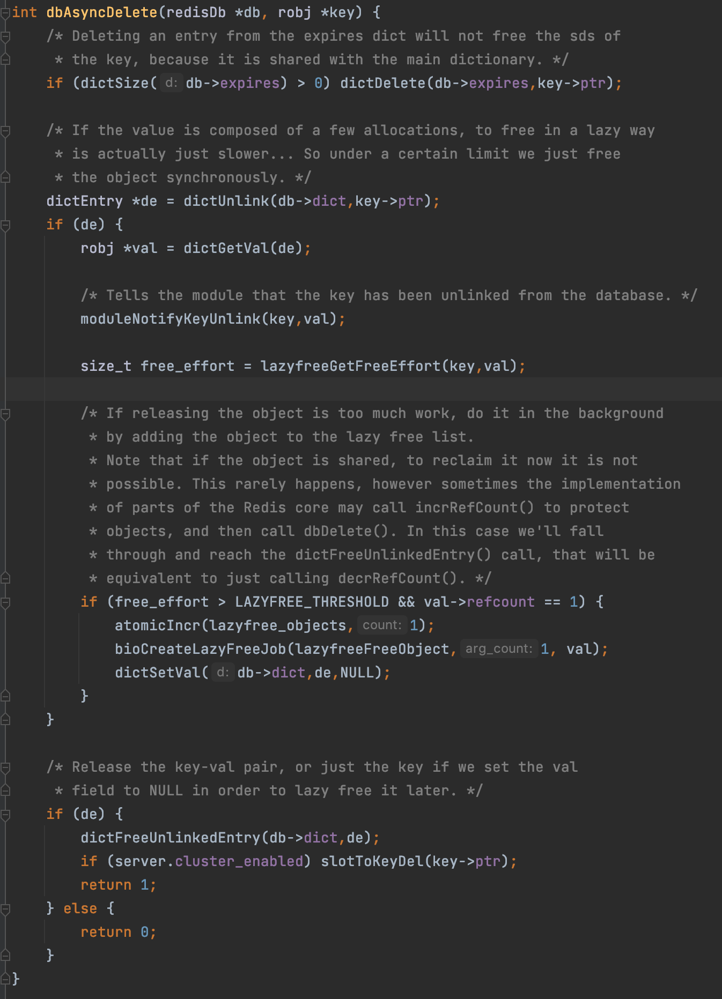 int dbAsyncDelete(redisDb *db, robj *key) {
    /* Deleting an entry from the expires dict will not free the sds of
     * the key, because it is shared with the main dictionary. */
    if (dictSize( d: db->expires) > 0) dictDelete(db->expires,key->ptr);

    /* If the value is composed of a few allocations, to free in a lazy way
     * is actually just slower... So under a certain limit we just free
     * the object synchronously. */
    dictEntry *de = dictUnlink(db->dict,key->ptr);
    if (de) {
        robj *val = dictGetVal(de);

        /* Tells the module that the key has been unlinked from the database. */
        moduleNotifyKeyUnlink(key,val);

        size_t free_effort = lazyfreeGetFreeEffort(key,val);

        /* If releasing the object is too much work, do it in the background
         * by adding the object to the lazy free list.
         * Note that if the object is shared, to reclaim it now it is not
         * possible. This rarely happens, however sometimes the implementation
         * of parts of the Redis core may call incrRefCount() to protect
         * objects, and then call dbDelete(). In this case we'll fall
         * through and reach the dictFreeUnlinkedEntry() call, that will be
         * equivalent to just calling decrRefCount(). */
        if (free_effort > LAZYFREE_THRESHOLD && val->refcount == 1) {
            atomicIncr(lazyfree_objects, count: 1);
            bioCreateLazyFreeJob(lazyfreeFreeObject, arg_count: 1, val);
            dictSetVal( d: db->dict,de,NULL);
        }
    }

    /* Release the key-val pair, or just the key if we set the val
     * field to NULL in order to lazy free it later. */
    if (de) {
        dictFreeUnlinkedEntry(db->dict,de);
        if (server.cluster_enabled) slotToKeyDel(key->ptr);
        return 1;
    } else {
        return 0;
    }
}